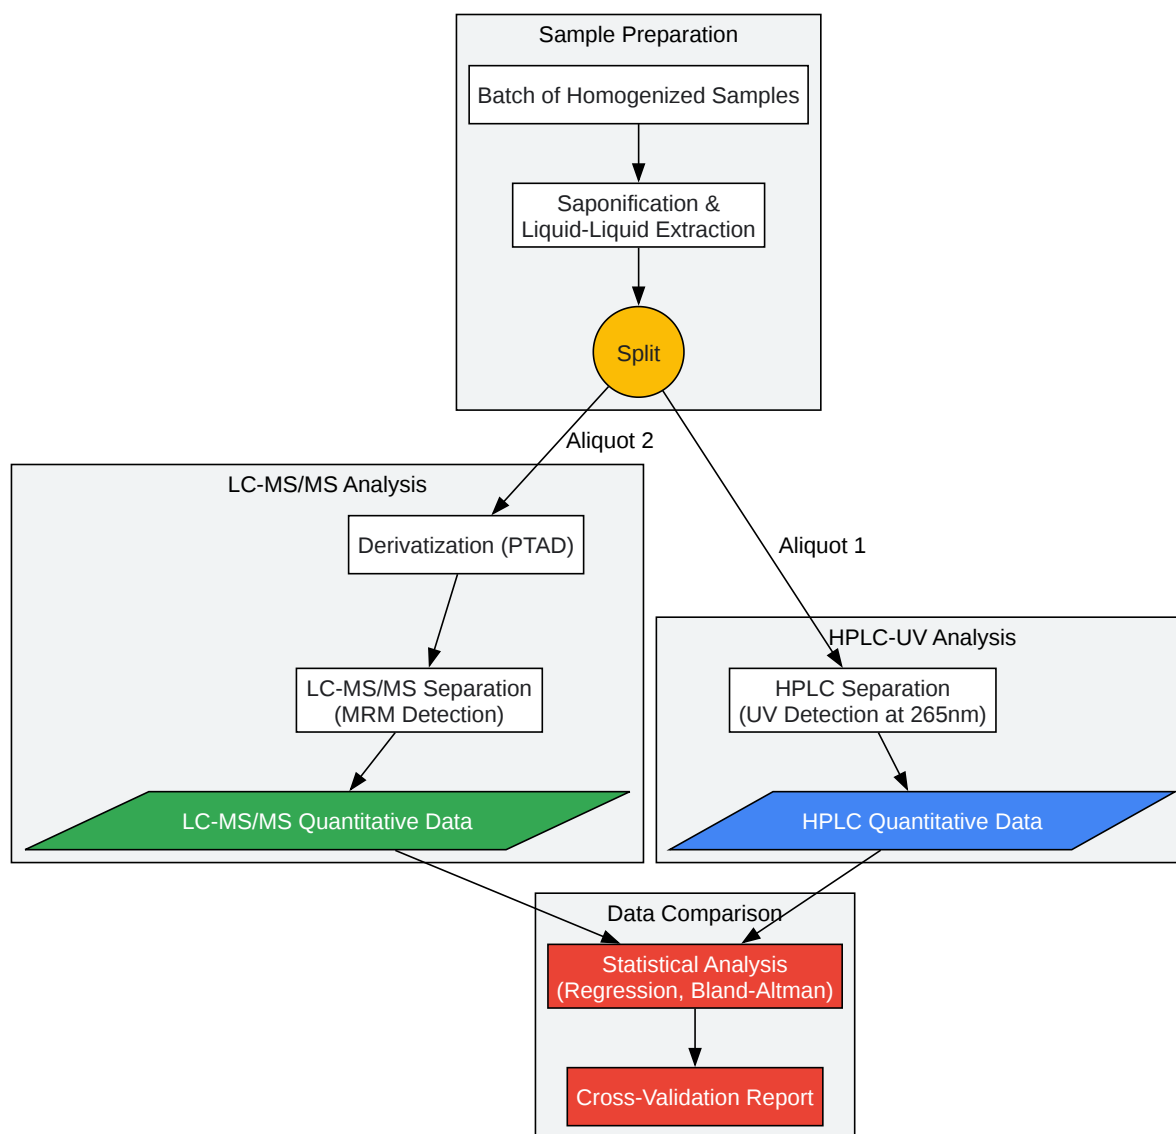 Sample Preparation
Batch of Homogenized Samples
Saponification &
Liquid-Liquid Extraction
Split
Aliquot 2
LC-MS/MS Analysis
Derivatization (PTAD)
Aliquot 1
LC-MS/MS Separation
(MRM Detection)
HPLC-UV Analysis
HPLC Separation
(UV Detection at 265nm)
LC-MS/MS Quantitative Data
HPLC Quantitative Data
Data Comparison
Statistical Analysis
(Regression, Bland-Altman)
Cross-Validation Report